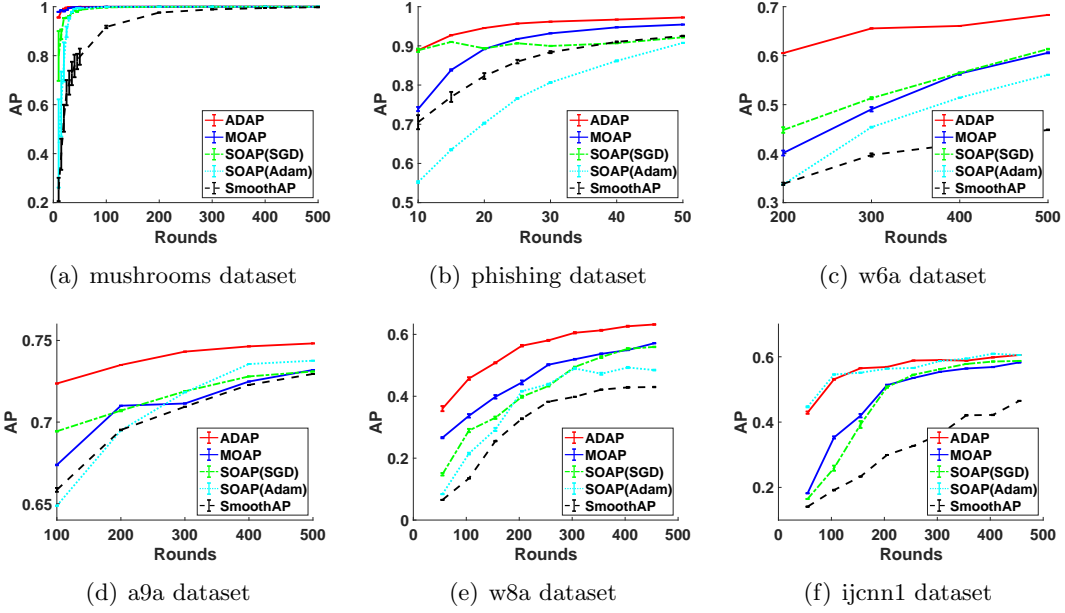 1
0.8
0.6
0.4
0.2
AP
0 100 200 300 400 500
Rounds
ADAP
MOAP
SOAP(SGD)
SOAP(Adam)
SmoothAP
(a) mushrooms dataset
1
0.9
0.8
0.7
0.6
0.5
AP
10 20 30 40 50
Rounds
ADAP
MOAP
SOAP(SGD)
SOAP(Adam)
SmoothAP
(b) phishing dataset
0.7
0.6
0.5
0.4
0.3
AP
200 300 400 500
Rounds
ADAP
MOAP
SOAP(SGD)
SOAP(Adam)
SmoothAP
(c) w6a dataset
0.75
0.7
0.65
AP
100 200 300 400 500
Rounds
ADAP
MOAP
SOAP(SGD)
SOAP(Adam)
SmoothAP
(d) a9a dataset
0.6
0.4
0.2
0
AP
0 100 200 300 400 500
Rounds
ADAP
MOAP
SOAP(SGD)
SOAP(Adam)
SmoothAP
(e) w8a dataset
0.6
0.4
0.2
AP
0 100 200 300 400 500
Rounds
ADAP
MOAP
SOAP(SGD)
SOAP(Adam)
SmoothAP
(f) ijcnn1 dataset